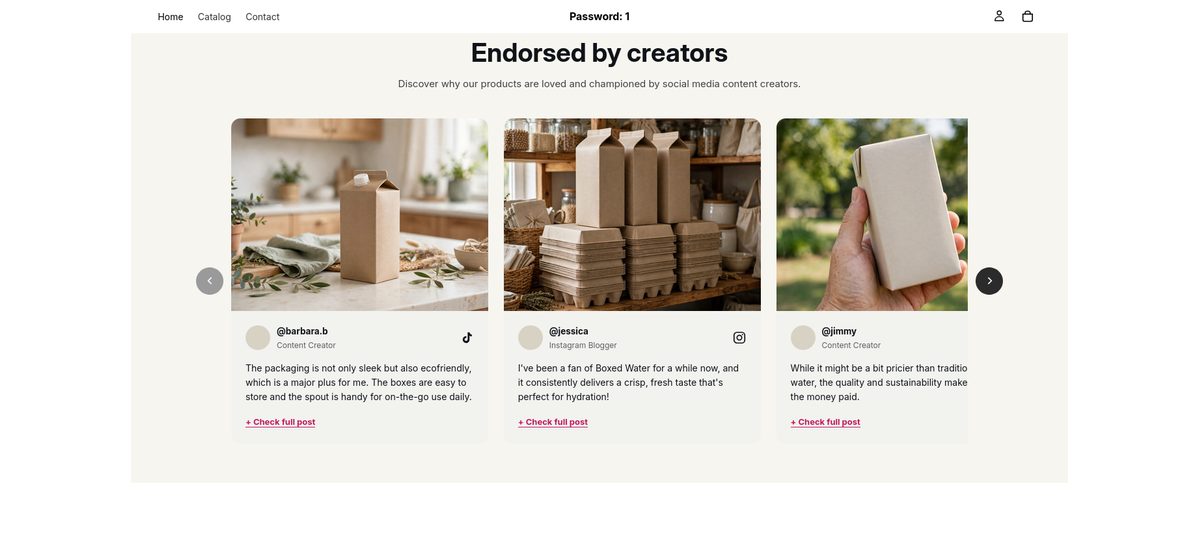 Home Catalog Contact
Password: 1
Endorsed by creators
Discover why our products are loved and championed by social media content creators.
@barbara.b
Content Creator
The packaging is not only sleek but also ecofriendly,
which is a major plus for me. The boxes are easy to
store and the spout is handy for on-the-go use daily.
+ Check full post
@jessica
Instagram Blogger
I've been a fan of Boxed Water for a while now, and
it consistently delivers a crisp, fresh taste that's
perfect for hydration!
+ Check full post
@jimmy
Content Creator
While it might be a bit pricier than traditio
water, the quality and sustainability make
the money paid.
+ Check full post